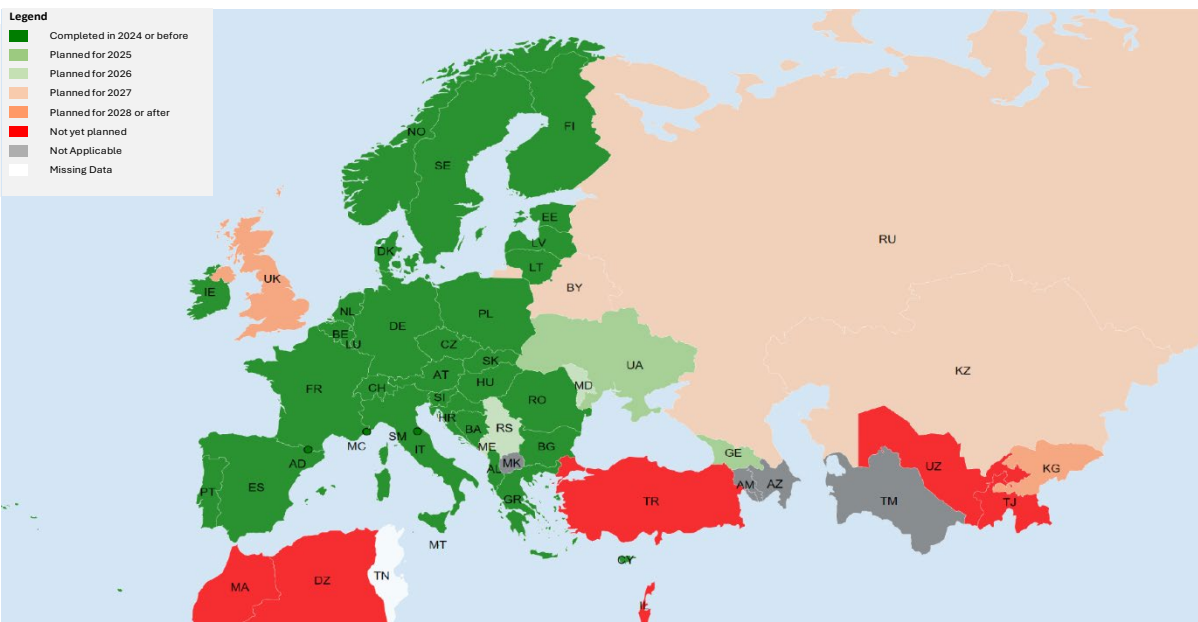 Legend
Completed in 2024 or before
Planned for 2025
Planned for 2026
Planned for 2027
Planned for 2028 or after
Not yet planned
Not Applicable
Missing Data
NO
FI
SE
EE
RU
LV
DK
LT
UK
BY
IE
NL
PL
DE
BE
LU
CZ
SK
UA
KZ
AT
HU
MD
CH
FR
SI
RO
HR
BA
RS
SM
MC
IT
ME
BG
GE
AD
MK
AL
UZ
KG
ES
PT
GR
TR
AM
AZ
TM
TJ
MT
CY
TN
DZ
MA
IL